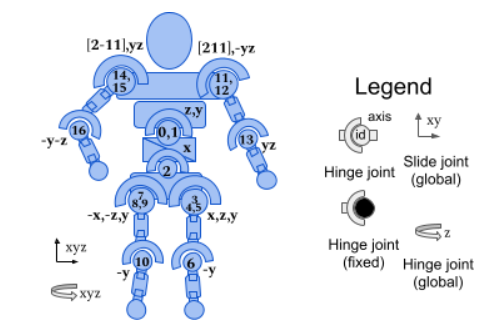 [2-11],yz
[211],-yz
14,
15
11,
12
z,y
0,1
16
-y-z
13
yz
x
2
7
8,9
3
4,5
-x,-z,y
x,z,y
10
-y
6
-y
xyz
xyz
Legend
axis
id
xy
Hinge joint
Slide joint
(global)
Hinge joint
(fixed)
z
Hinge joint
(global)